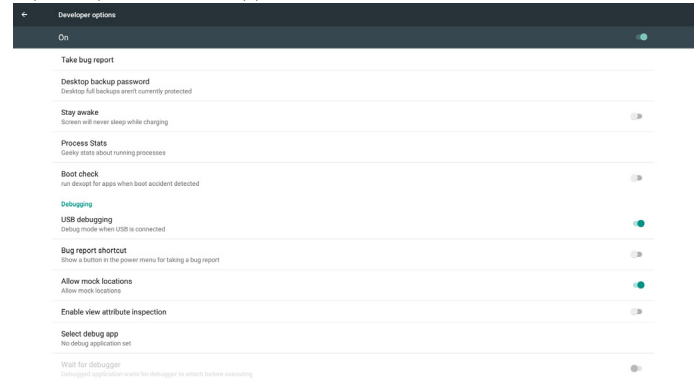 Developer options
On
Take bug report
Desktop backup password
Desktop full backups aren't currently protected
Stay awake
Screen will never sleep while charging
Process Stats
Geeky stats about running processes
Boot check
run dexopt for apps when boot accident detected
Debugging
USB debugging
Debug mode when USB is connected
Bug report shortcut
Show a button in the power menu for taking a bug report
Allow mock locations
Allow mock locations
Enable view attribute inspection
Select debug app
No debug application set
Wait for debugger
Debugged application waits for debugger to attach before executing